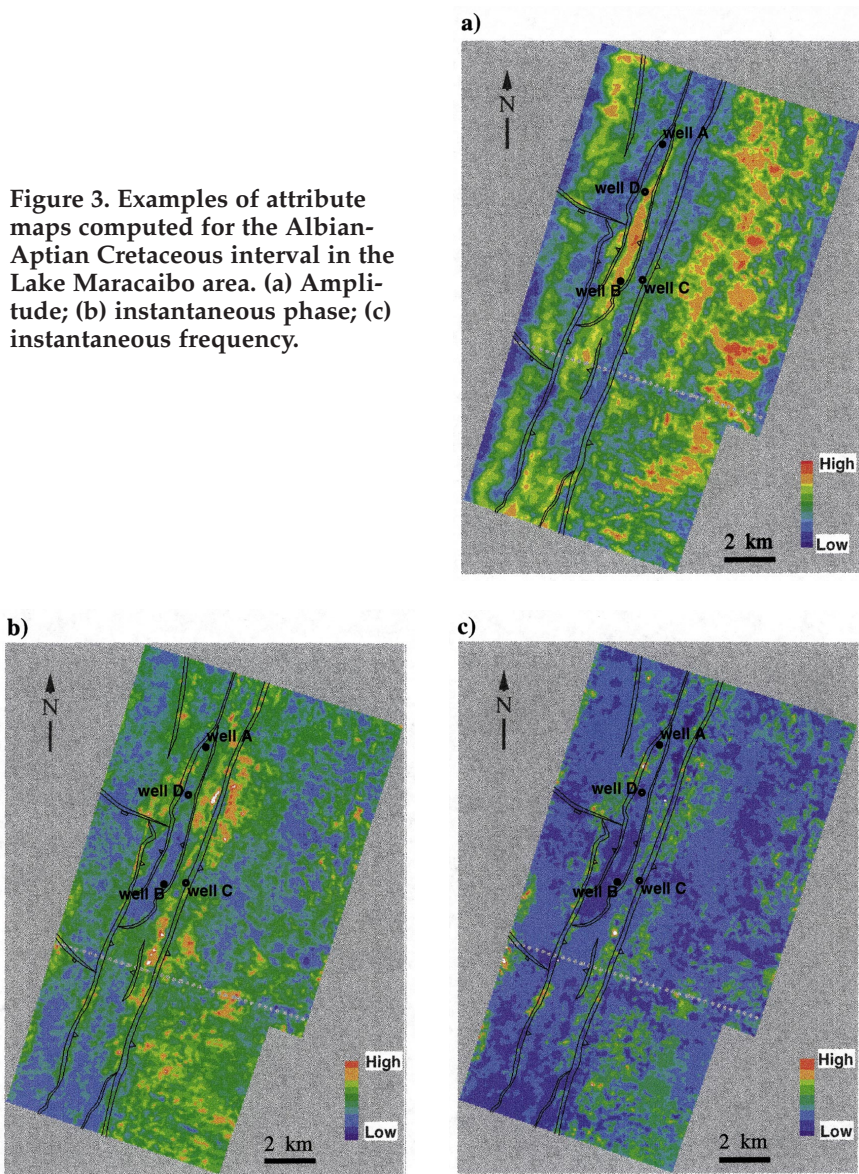 a)
N
well A
well D
well B
well C
High
Low
2 km
Figure 3. Examples of attribute
maps computed for the Albian-
Aptian Cretaceous interval in the
Lake Maracaibo area. (a) Ampli-
tude; (b) instantaneous phase; (c)
instantaneous frequency.
b)
N
well A
well D
well B
well C
High
Low
2 km
c)
N
well A
well D
well B
well C
High
Low
2 km